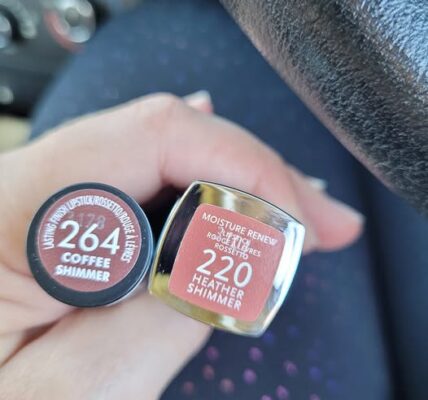 LASTING FINISH LIPSTICK/ROSSETTO/ROUGE À LÈVRES
264
COFFEE
SHIMMER
MOISTURE RENEW
LIPSTICK
ROUGE À LÈVRES
ROSSETTO
220
HEATHER
SHIMMER